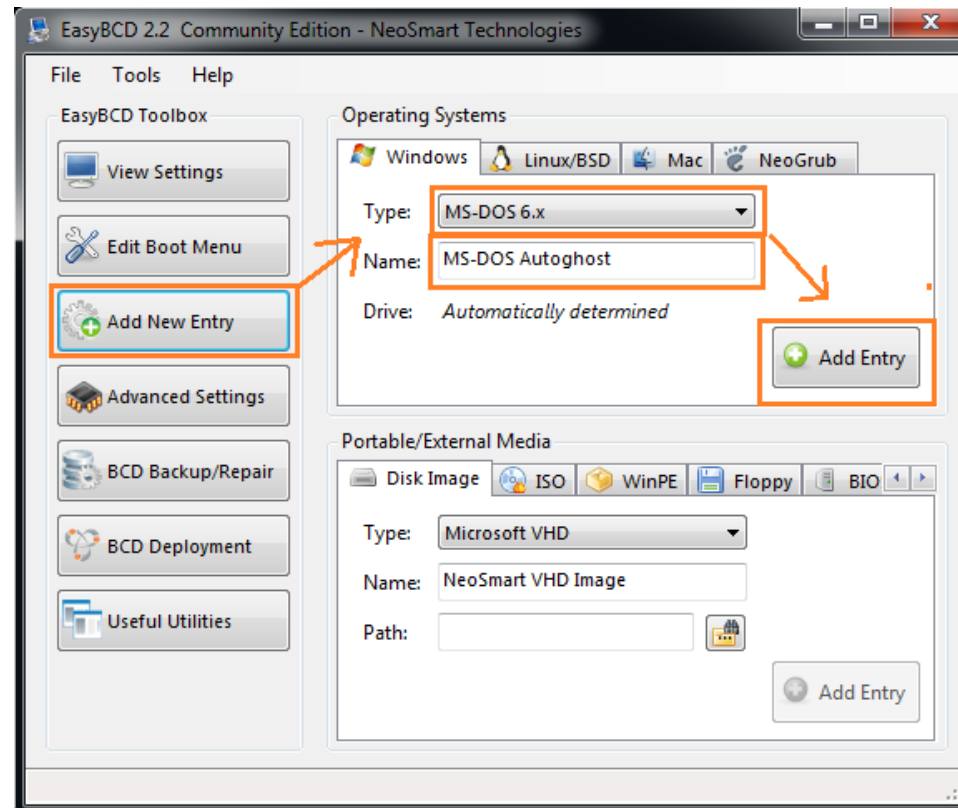 EasyBCD 2.2 Community Edition - NeoSmart Technologies
File Tools Help
EasyBCD Toolbox
View Settings
Edit Boot Menu
Add New Entry
Advanced Settings
BCD Backup/Repair
BCD Deployment
Useful Utilities
Operating Systems
Windows Linux/BSD Mac NeoGrub
Type: MS-DOS 6.x
Name: MS-DOS Autoghost
Drive: Automatically determined
Add Entry
Portable/External Media
Disk Image ISO WinPE Floppy BIO
Type: Microsoft VHD
Name: NeoSmart VHD Image
Path:
Add Entry